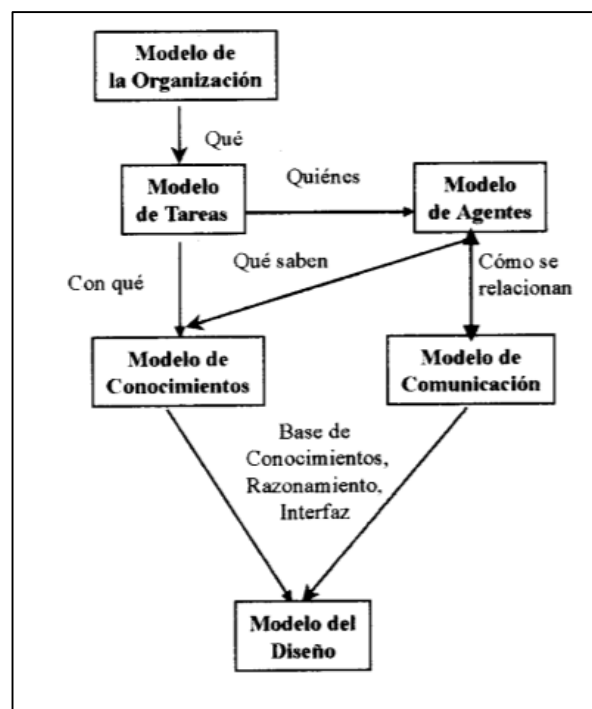 Modelo de
la Organización
Qué
Modelo
de Tareas
Quiénes
Modelo
de Agentes
Con qué
Qué saben
Cómo se
relacionan
Modelo de
Conocimientos
Modelo de
Comunicación
Base de
Conocimientos,
Razonamiento,
Interfaz
Modelo del
Diseño